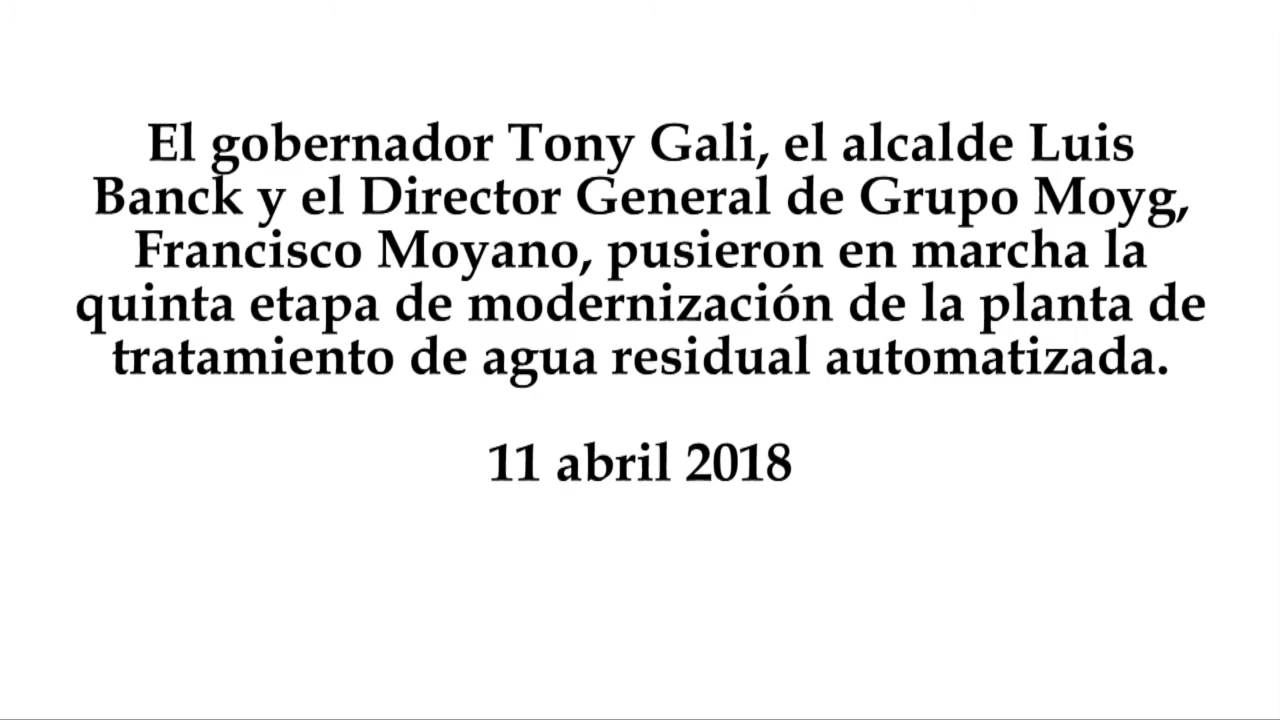 El gobernador Tony Gali, el alcalde Luis
Banck y el Director General de Grupo Moyg,
Francisco Moyano, pusieron en marcha la
quinta etapa de modernización de la planta de
tratamiento de agua residual automatizada.
11 abril 2018